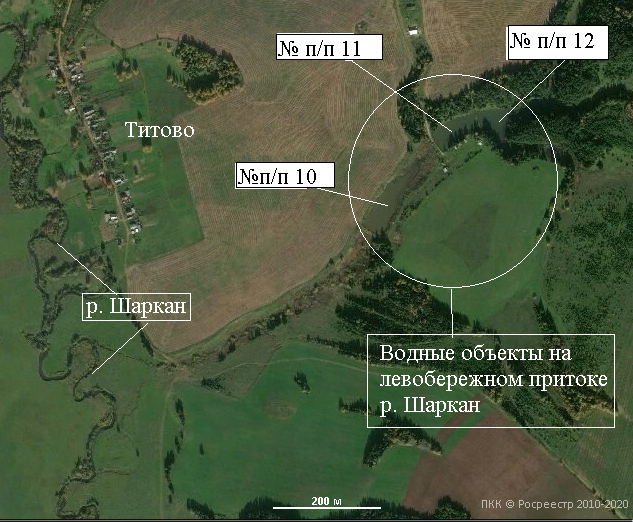 № п/п 11
№ п/п 12
Титово
№п/п 10
р. Шаркан
Водные объекты на
левобережном притоке
р. Шаркан
200 м
ПКК © Росреестр 2010-2020